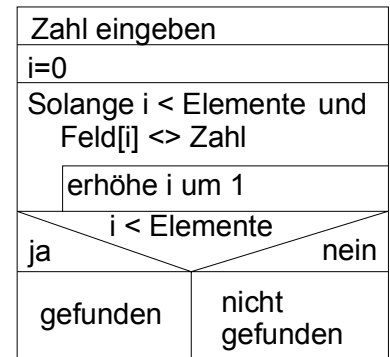 Zahl eingeben
i=0
Solange i < Elemente und
Feld[i] <> Zahl
erhöhe i um 1
i < Elemente
ja
nein
gefunden
nicht
gefunden